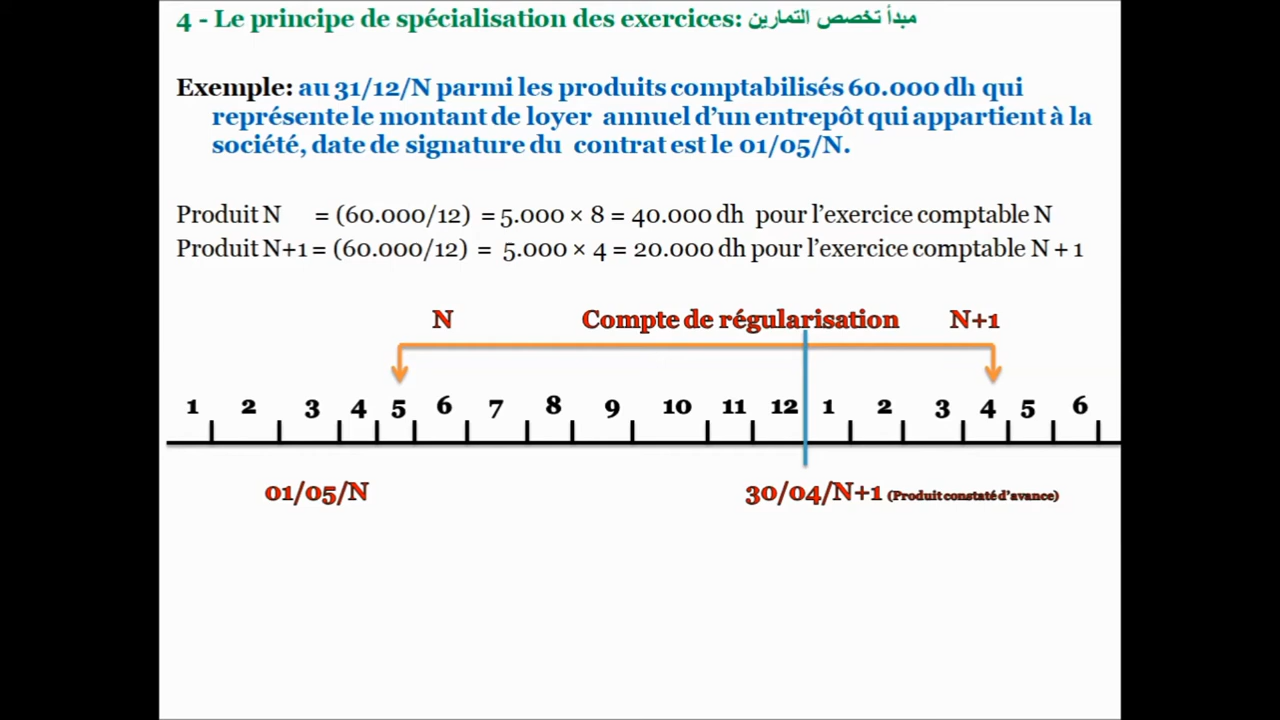 4 - Le principe de spécialisation des exercices: مبدأ تخصص التمارين
Exemple: au 31/12/N parmi les produits comptabilisés 60.000 dh qui
représente le montant de loyer annuel d'un entrepôt qui appartient à la
société, date de signature du contrat est le 01/05/N.
Produit N = (60.000/12) = 5.000 × 8 = 40.000 dh pour l'exercice comptable N
Produit N+1 = (60.000/12) = 5.000 × 4 = 20.000 dh pour l'exercice comptable N + 1
N Compte de régularisation N+1
1 2 3 4 5 6 7 8 9 10 11 12 1 2 3 4 5 6
01/05/N 30/04/N+1 (Produit constaté d'avance)